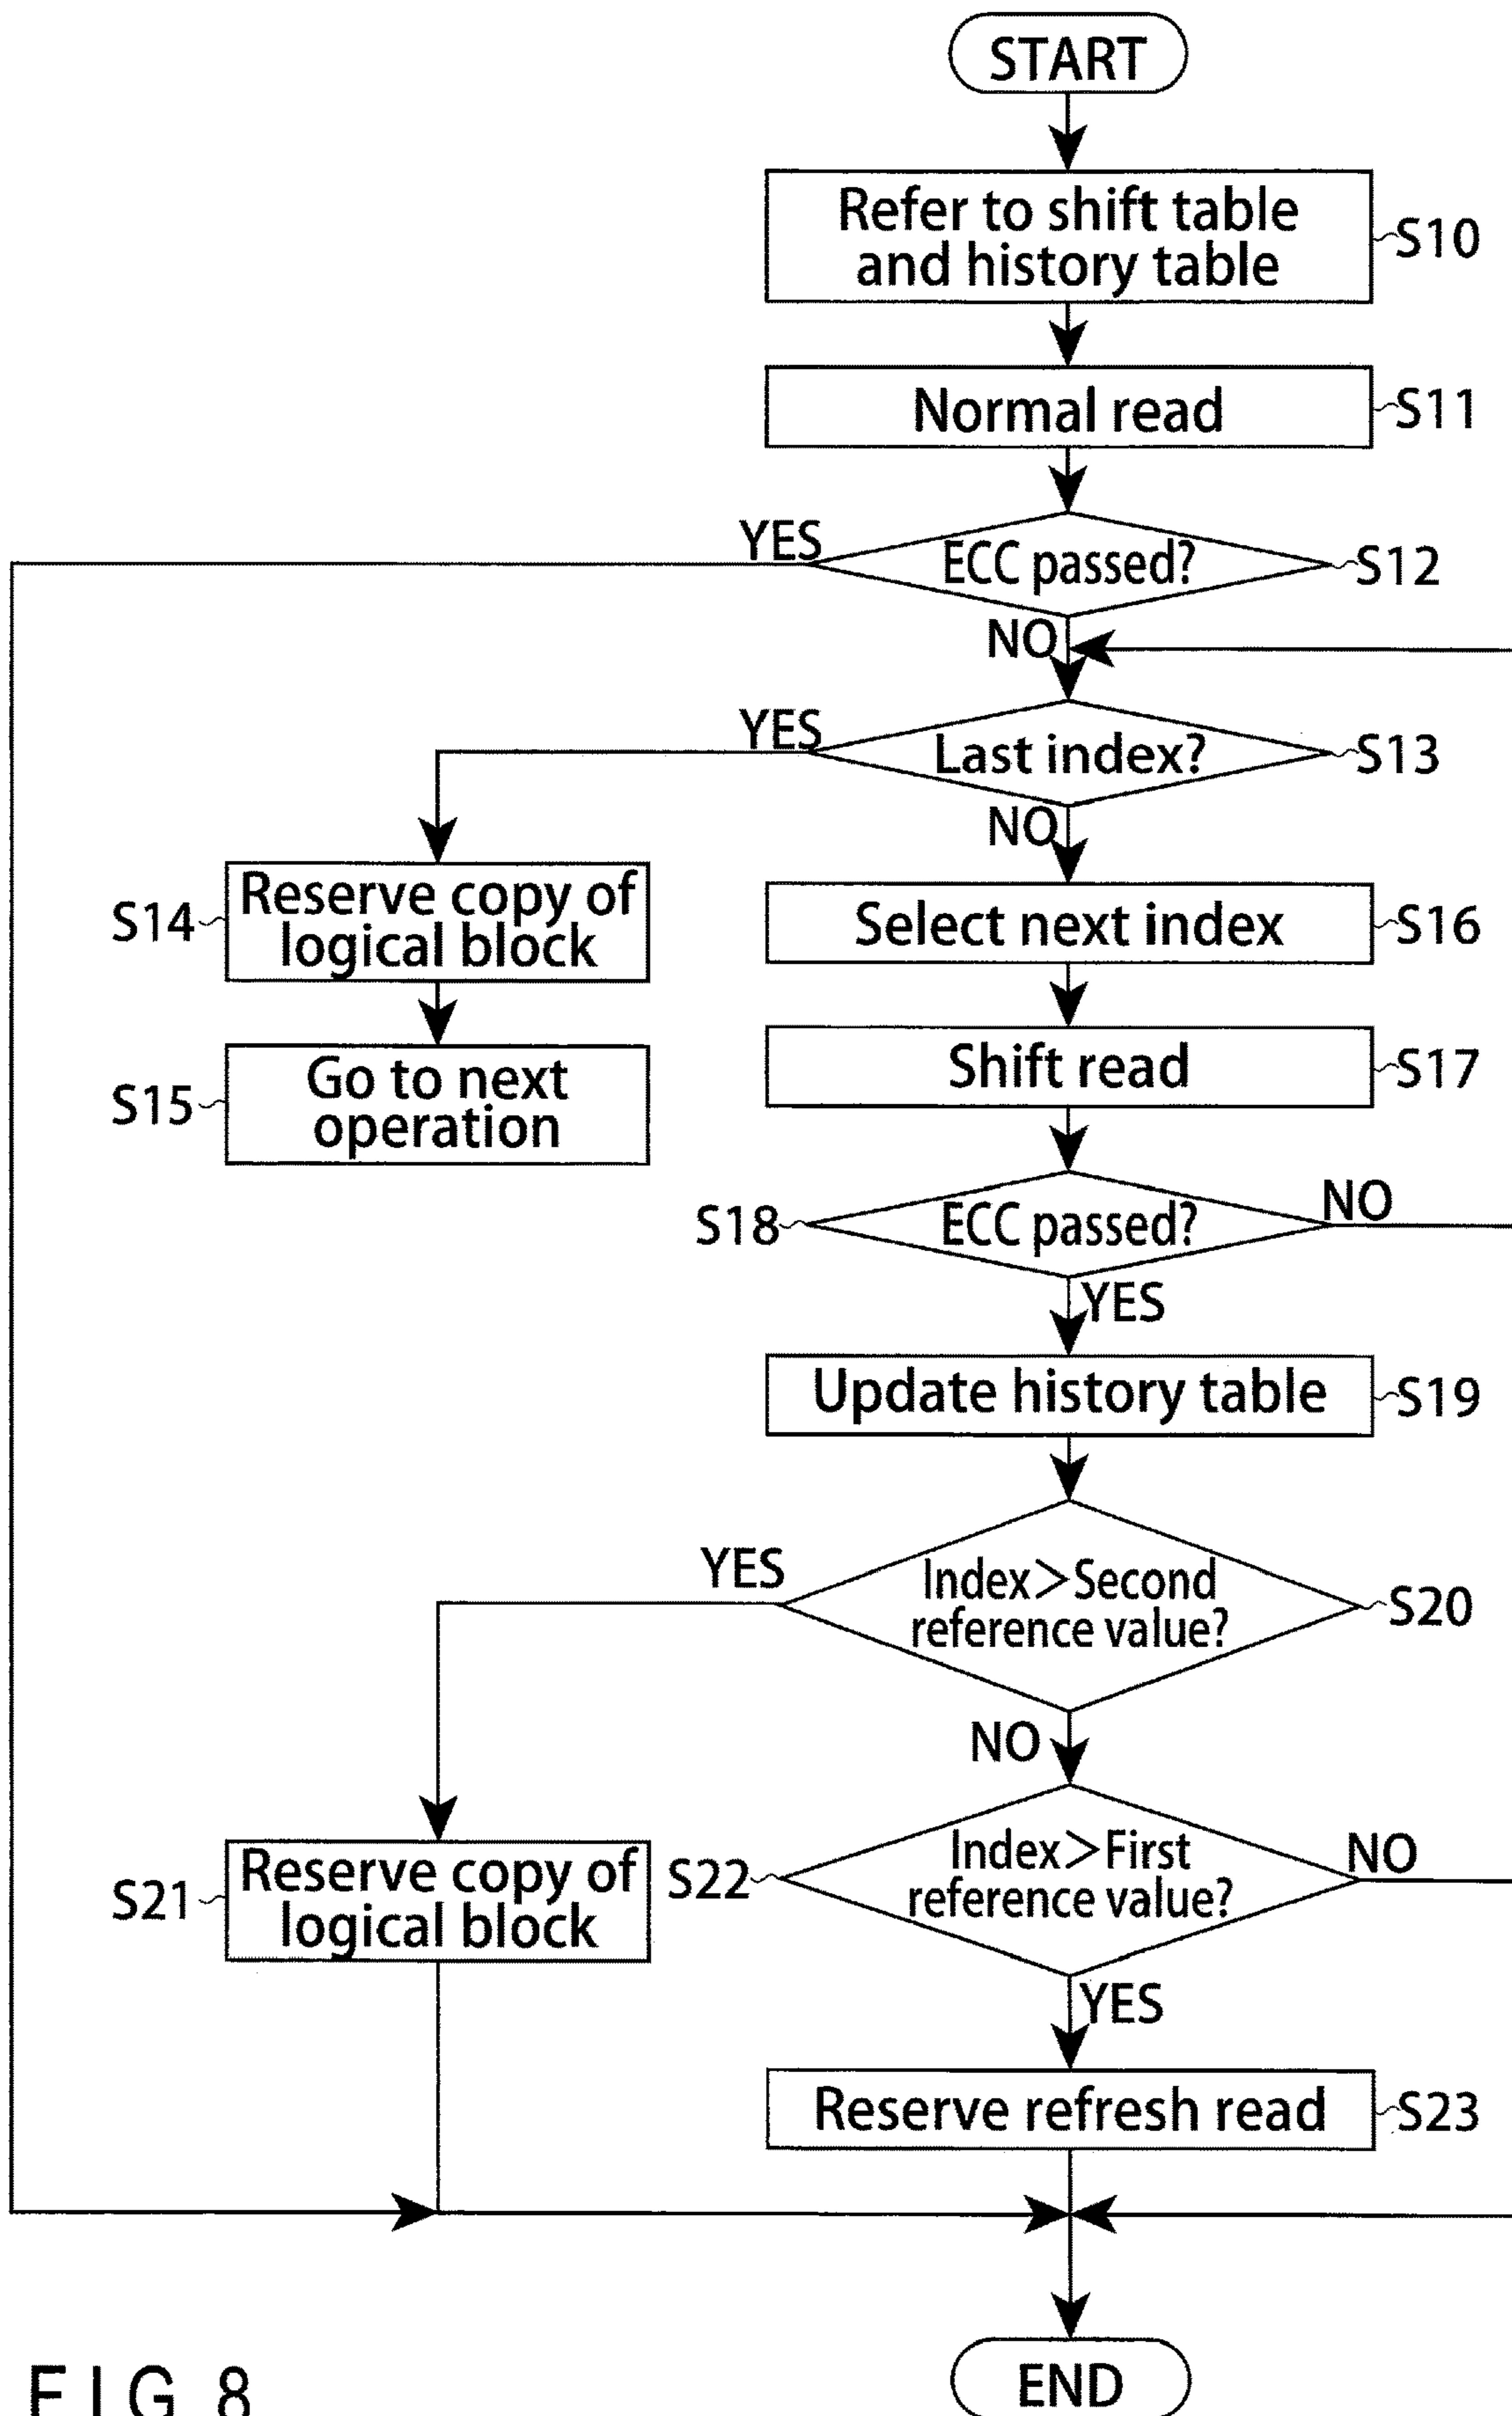 START
Refer to shift table
and history table
S10
Normal read
S11
YES
ECC passed?
S12
NO
YES
Last index?
S13
NO
S14
Reserve copy of
logical block
Select next index
S16
S15
Go to next
operation
Shift read
S17
S18
ECC passed?
NO
YES
Update history table
S19
YES
Index>Second
reference value?
S20
NO
S21
Reserve copy of
logical block
S22
Index>First
reference value?
NO
YES
Reserve refresh read
S23
END
FIG. 8